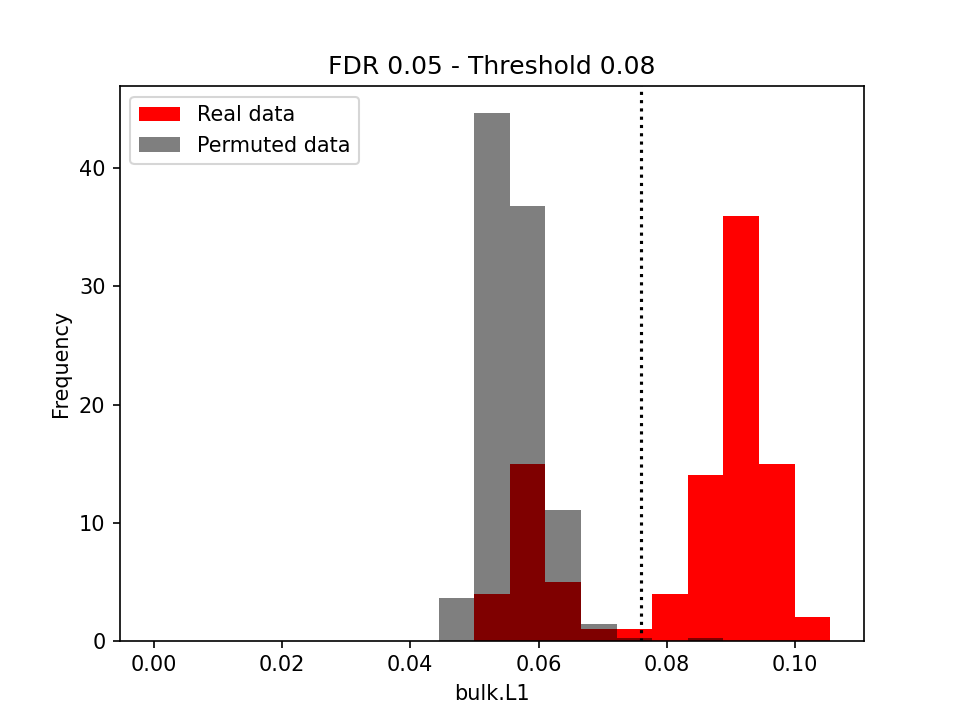 FDR 0.05 - Threshold 0.08
Real data
Permuted data
40
30
20
10
0
Frequency
0.00 0.02 0.04 0.06 0.08 0.10
bulk.L1